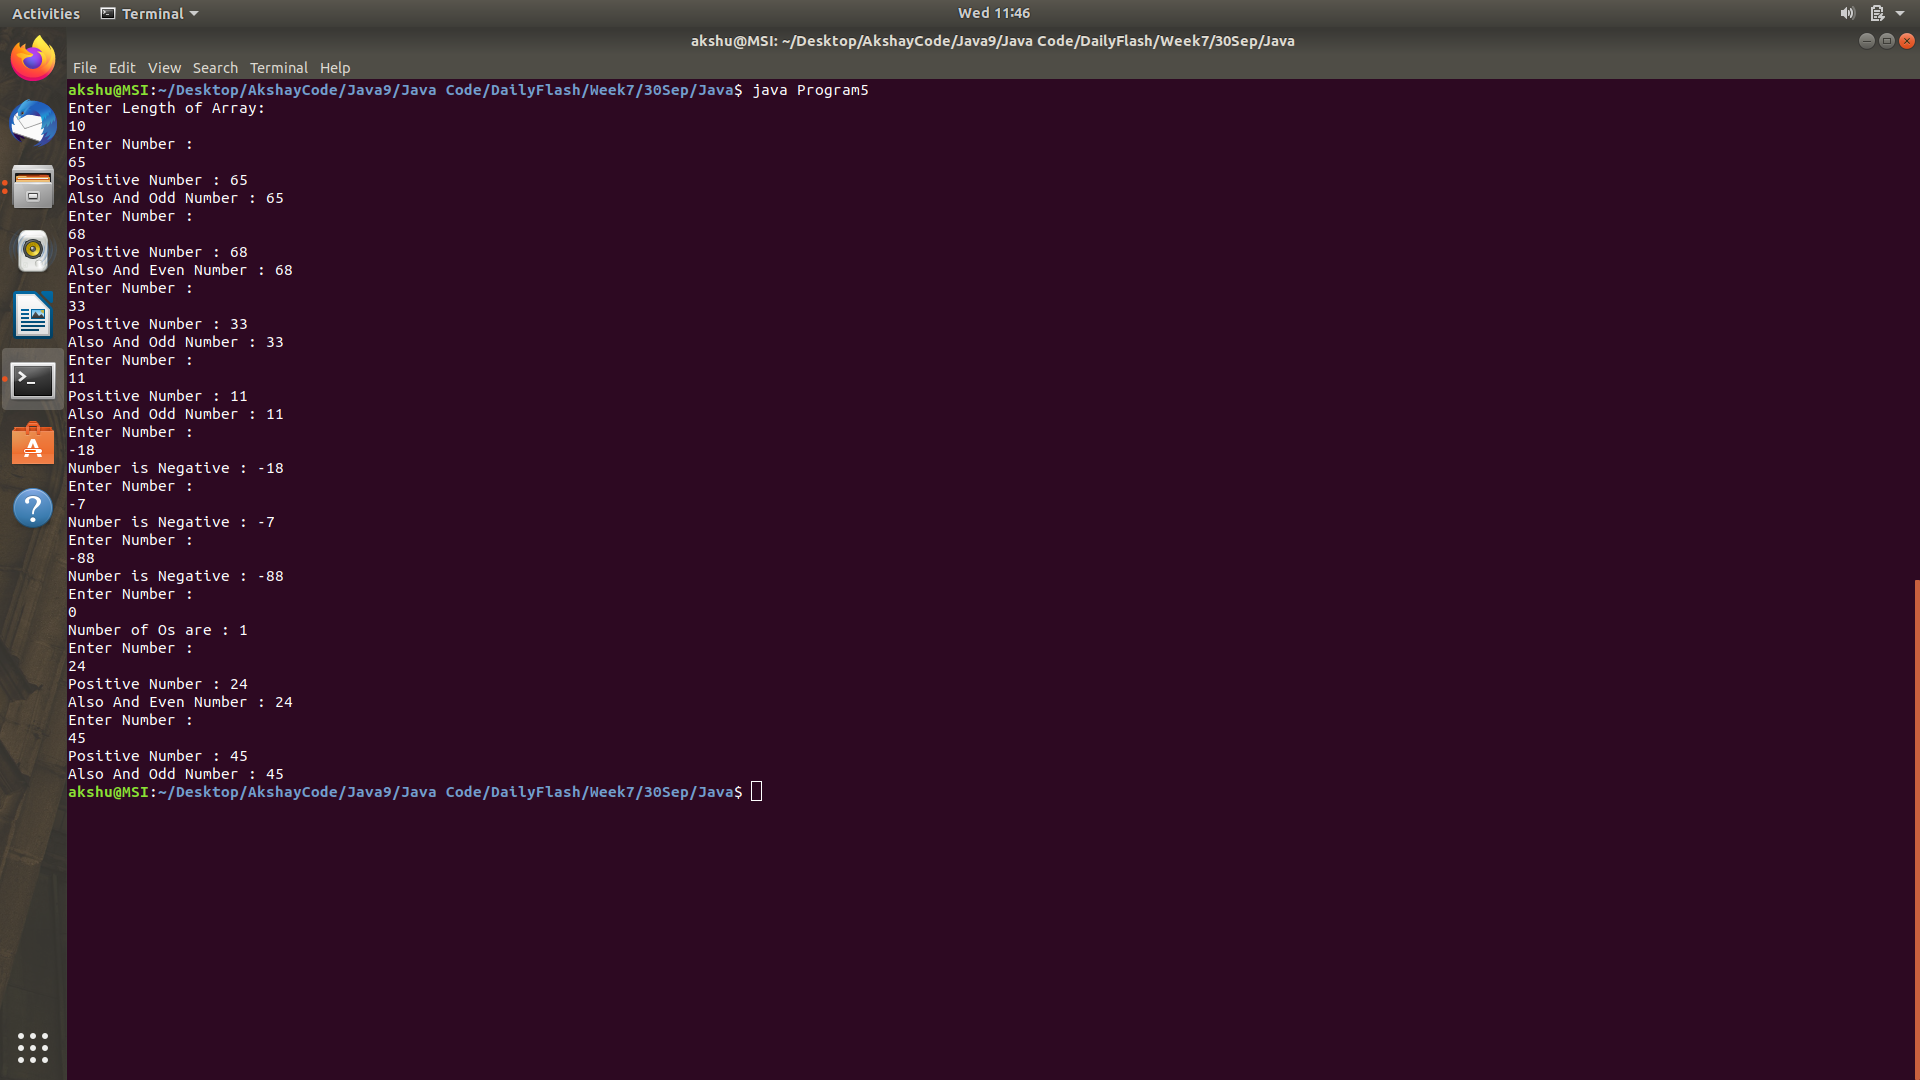 Activities Terminal Wed 11:46
akshu@MSI: ~/Desktop/AkshayCode/Java9/Java Code/DailyFlash/Week7/30Sep/Java
File Edit View Search Terminal Help
akshu@MSI:~/Desktop/AkshayCode/Java9/Java Code/DailyFlash/Week7/30Sep/Java$ java Program5
Enter Length of Array:
10
Enter Number :
65
Positive Number : 65
Also And Odd Number : 65
Enter Number :
68
Positive Number : 68
Also And Even Number : 68
Enter Number :
33
Positive Number : 33
Also And Odd Number : 33
Enter Number :
11
Positive Number : 11
Also And Odd Number : 11
Enter Number :
-18
Number is Negative : -18
Enter Number :
-7
Number is Negative : -7
Enter Number :
-88
Number is Negative : -88
Enter Number :
0
Number of Os are : 1
Enter Number :
24
Positive Number : 24
Also And Even Number : 24
Enter Number :
45
Positive Number : 45
Also And Odd Number : 45
akshu@MSI:~/Desktop/AkshayCode/Java9/Java Code/DailyFlash/Week7/30Sep/Java$